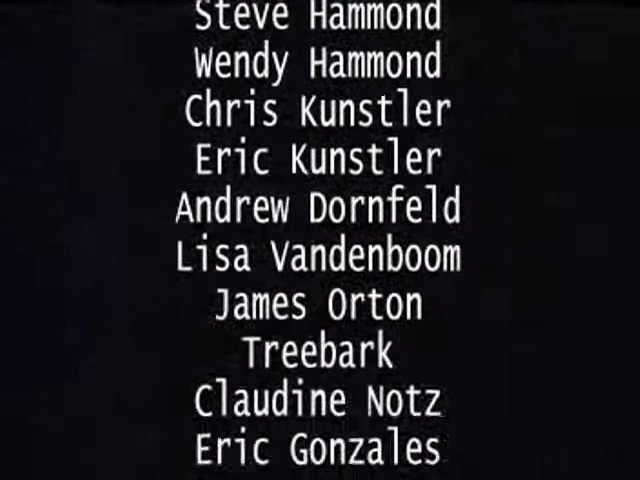 Steve Hammond
Wendy Hammond
Chris Kunstler
Eric Kunstler
Andrew Dornfeld
Lisa Vandenboom
James Orton
Treebark
Claudine Notz
Eric Gonzales